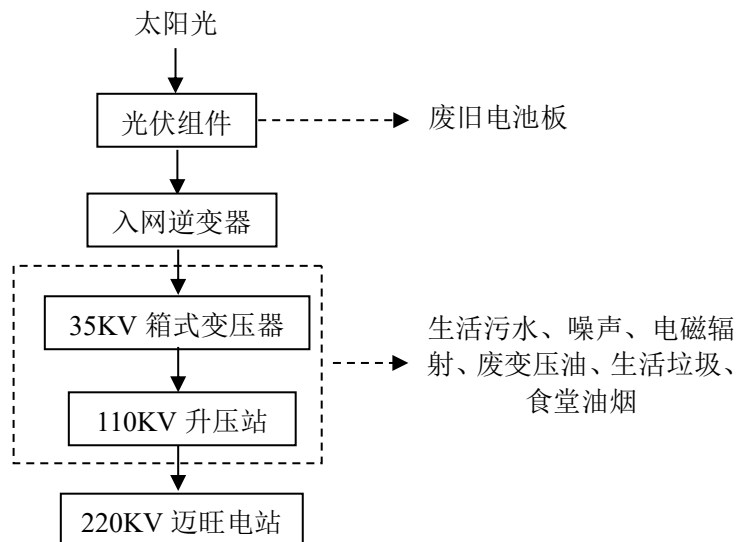 太阳光
光伏组件
废旧电池板
入网逆变器
35KV 箱式变压器
生活污水、噪声、电磁辐
射、废变压油、生活垃圾、
食堂油烟
110KV 升压站
220KV 迈旺电站